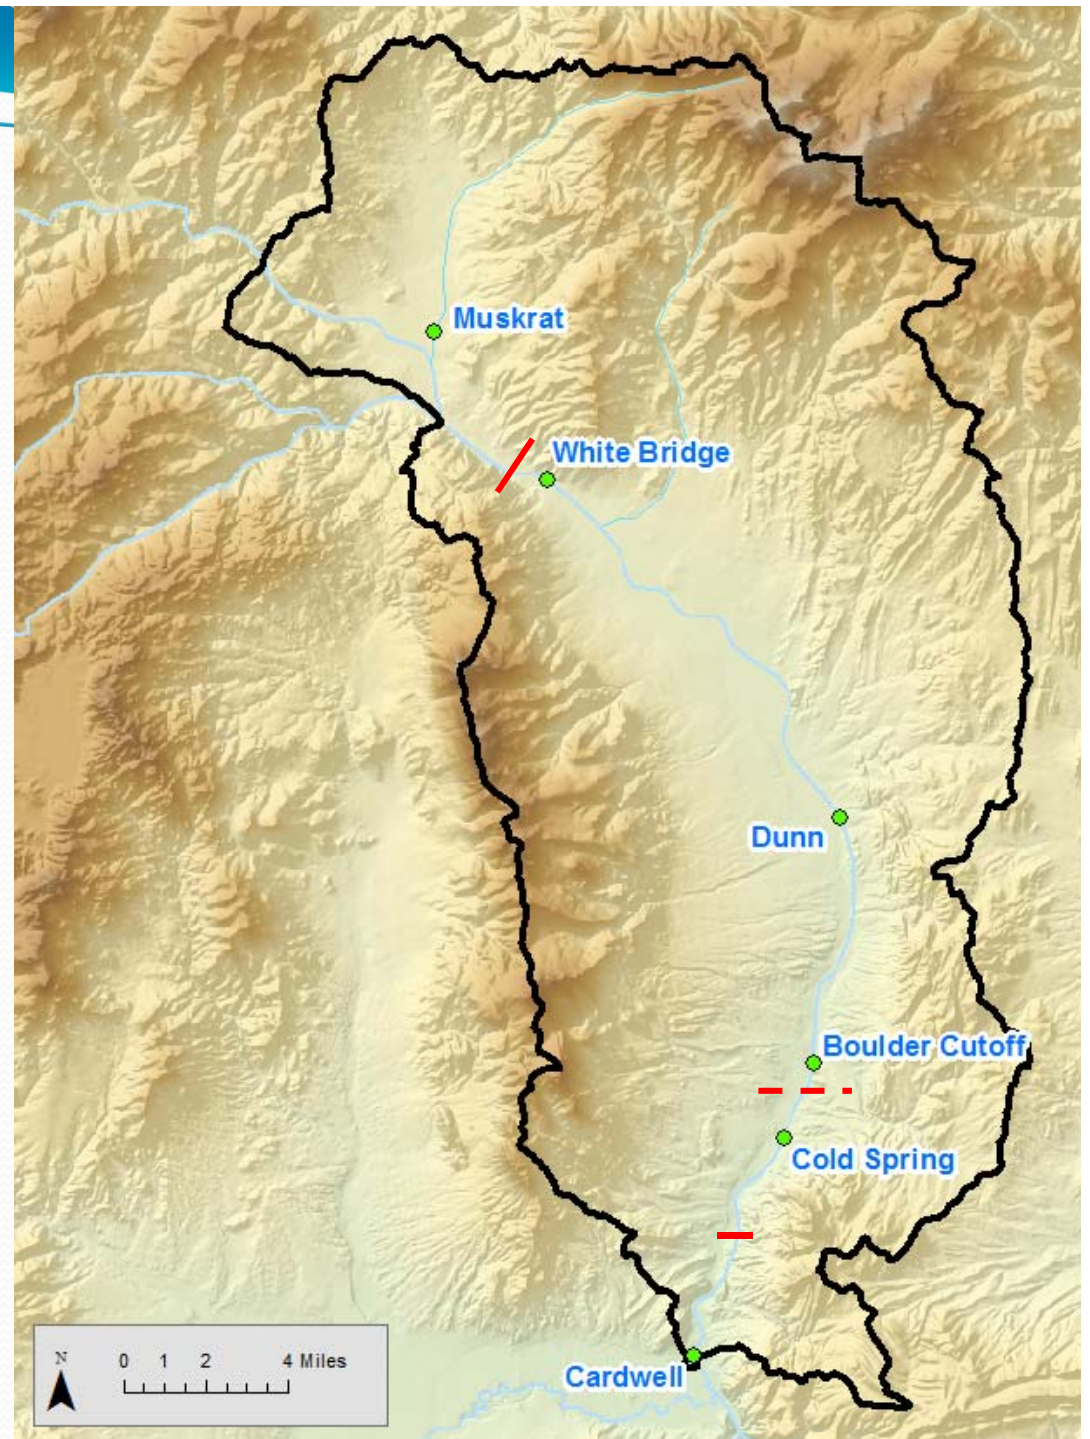 Muskrat
White Bridge
Dunn
Boulder Cutoff
Cold Spring
Cardwell
N
0 1 2 4 Miles